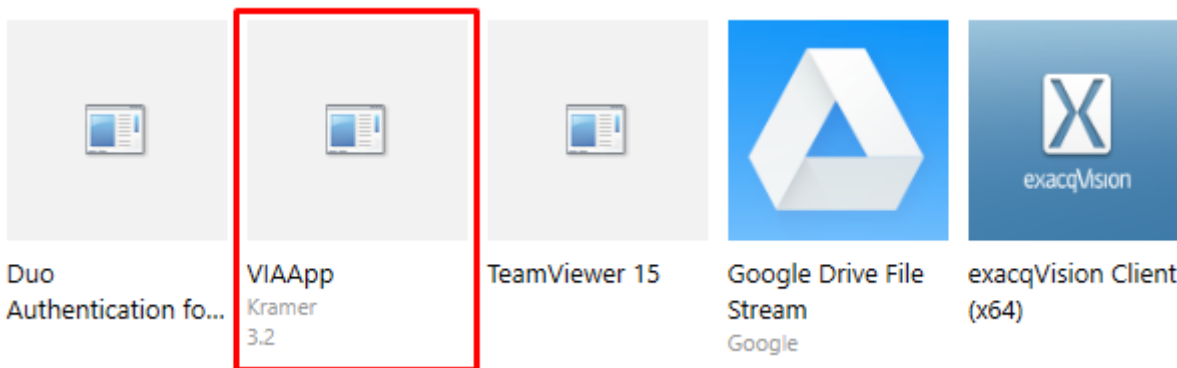 X
exacqVision
Duo
Authentication fo...
VIAApp
Kramer
3.2
TeamViewer 15
Google Drive File
Stream
Google
exacqVision Client
(x64)